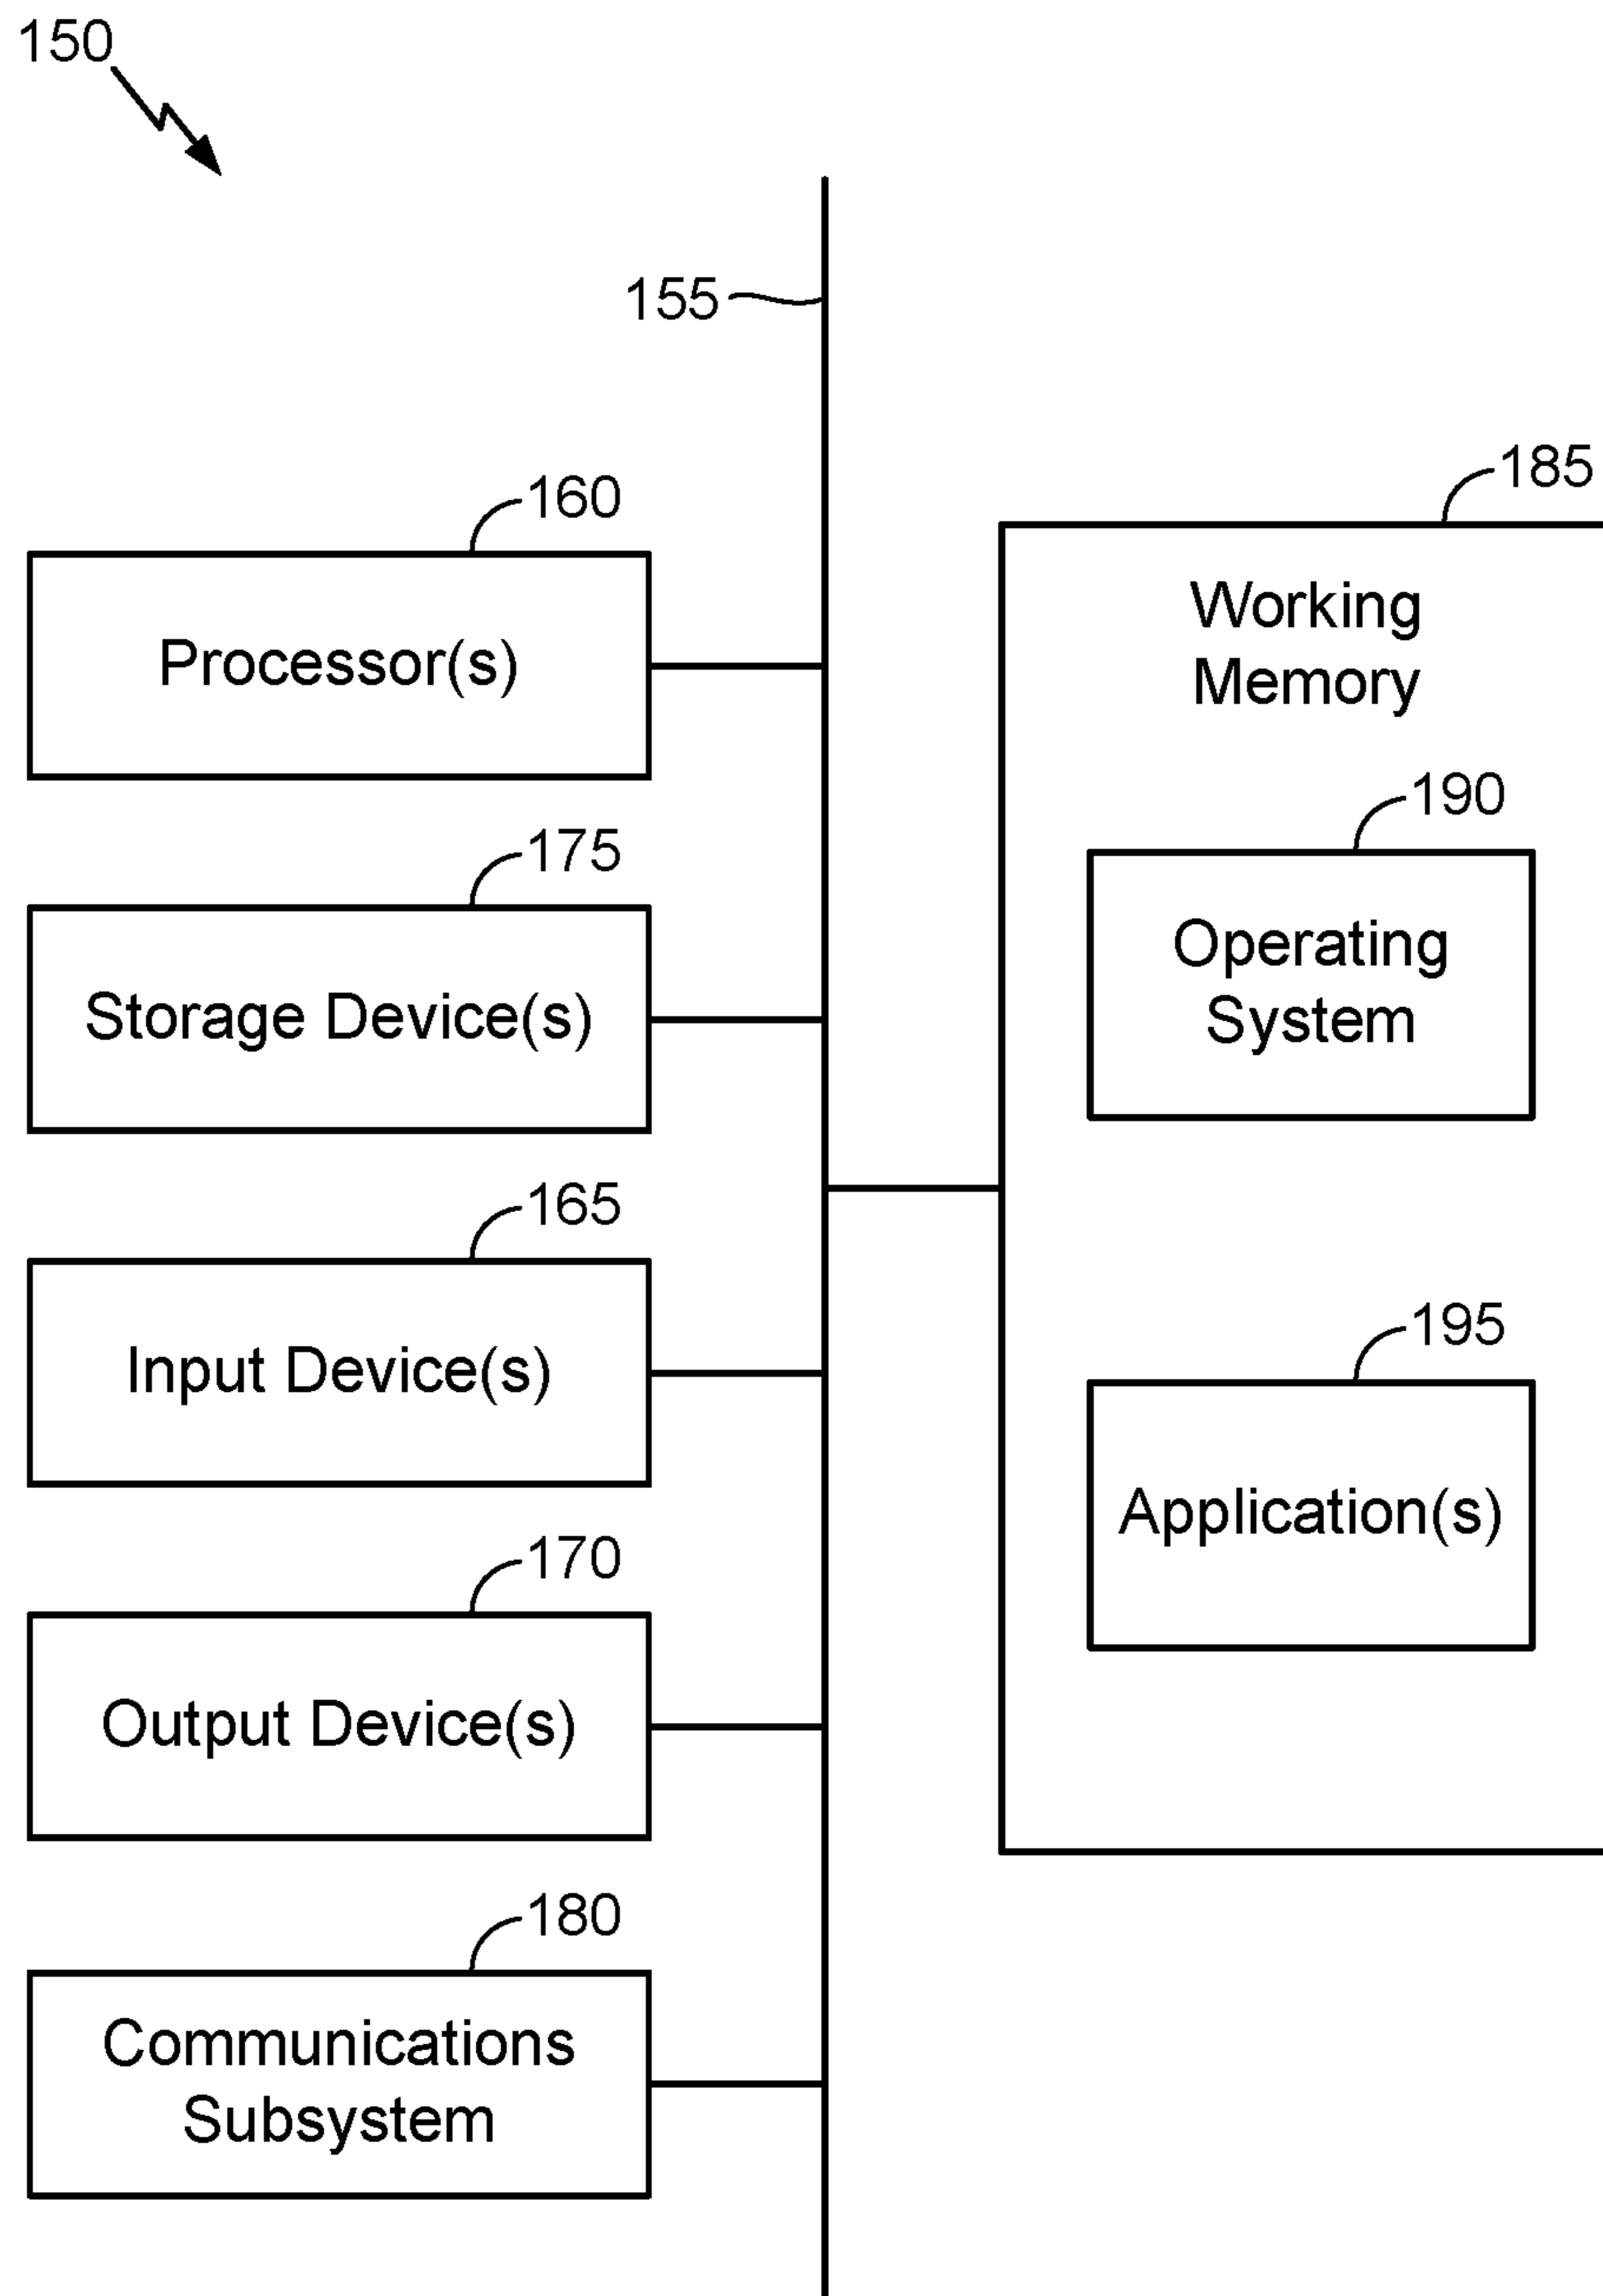 150
155
160
Processor(s)
175
Storage Device(s)
165
Input Device(s)
170
Output Device(s)
180
Communications
Subsystem
185
Working
Memory
190
Operating
System
195
Application(s)